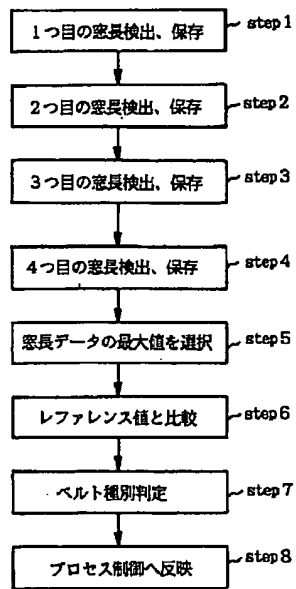 1つ目の窓長検出、保存 step1
2つ目の窓長検出、保存 step2
3つ目の窓長検出、保存 step3
4つ目の窓長検出、保存 step4
窓長データの最大値を選択 step5
レファレンス値と比較 step6
ベルト種別判定 step7
プロセス制御へ反映 step8